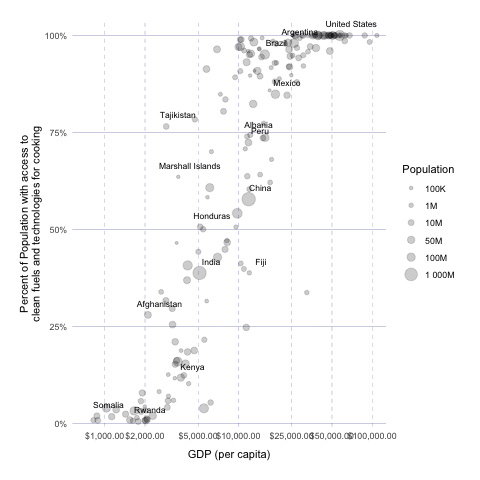 United States
Argentina
100%
Brazil
Mexico
Tajikistan
Albania
75%
Peru
Marshall Islands
China
Honduras
50%
India
Fiji
Afghanistan
25%
Kenya
Somalia
Rwanda
0%
$1,000.00
$2,000.00
$5,000.00
$10,000.00
$25,000.00
$50,000.00
$100,000.00
GDP (per capita)
Percent of Population with access to
clean fuels and technologies for cooking
Population
100K
1M
10M
50M
100M
1 000M